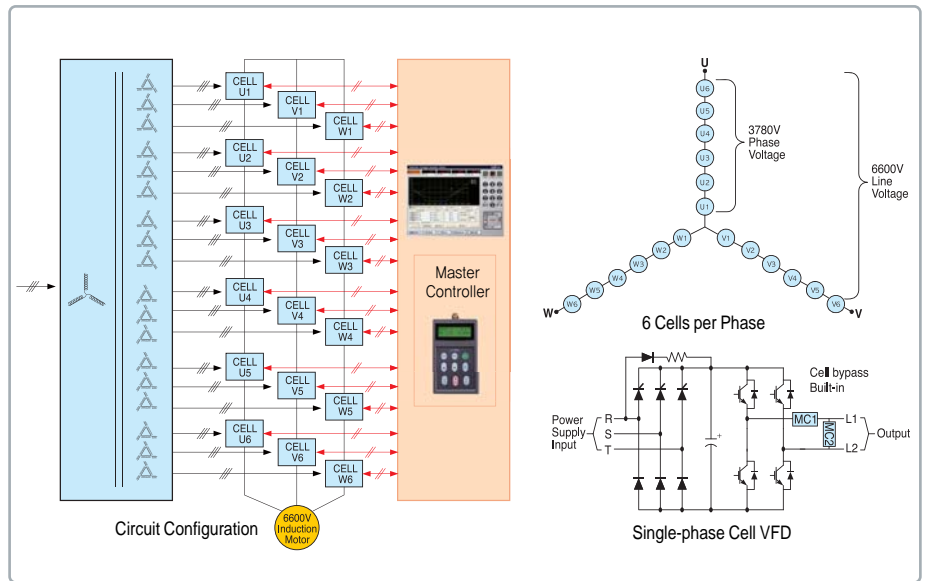 CELL
U1
CELL
V1
CELL
W1
CELL
U2
CELL
V2
CELL
W2
CELL
U3
CELL
V3
CELL
W3
CELL
U4
CELL
V4
CELL
W4
CELL
U5
CELL
V5
CELL
W5
CELL
U6
CELL
V6
CELL
W6
6600V
Induction
Motor
Circuit Configuration
Master
Controller
U
U6
U5
U4
U3
U2
U1
3780V
Phase
Voltage
6600V
Line
Voltage
W1
W2
W3
W4
W5
W6
W
V1
V2
V3
V4
V5
V6
V
6 Cells per Phase
Cell bypass
Built-in
Power
Supply
Input
R
S
T
+
MC1
MC2
L1
L2
Output
Single-phase Cell VFD